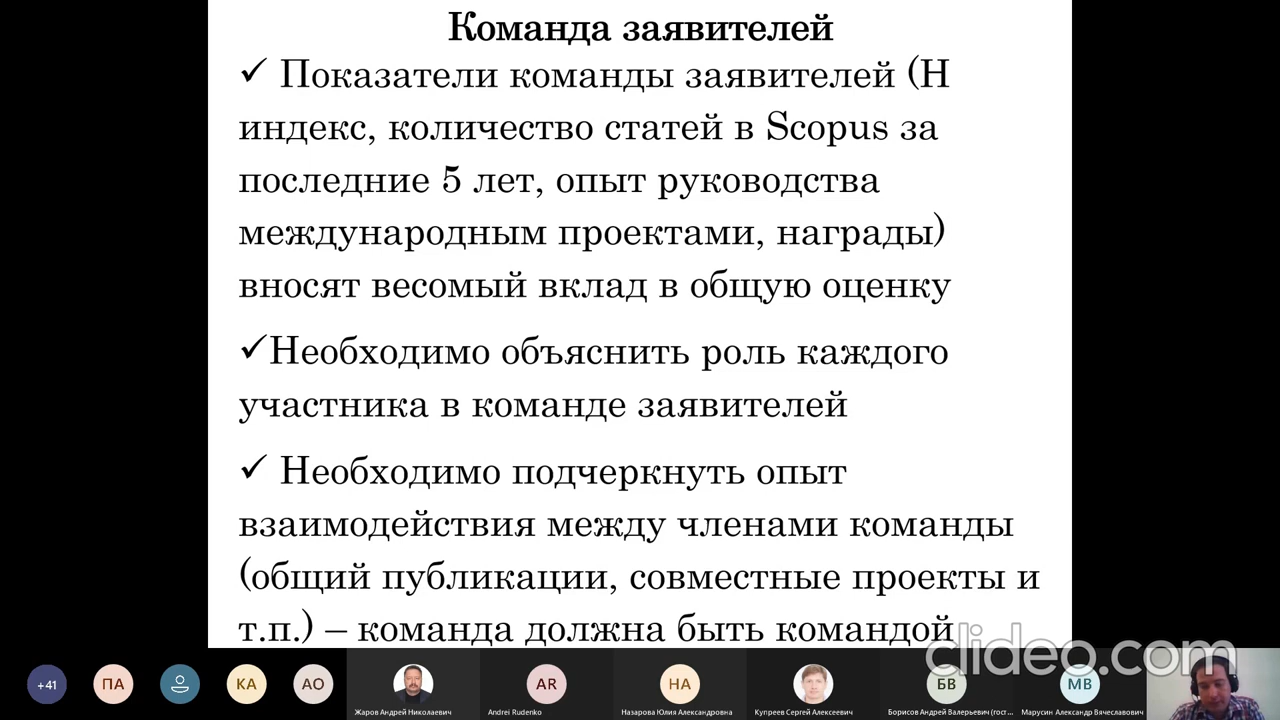 Команда заявителей
✓ Показатели команды заявителей (H
индекс, количество статей в Scopus за
последние 5 лет, опыт руководства
международным проектами, награды)
вносят весомый вклад в общую оценку
✓Необходимо объяснить роль каждого
участника в команде заявителей
✓ Необходимо подчеркнуть опыт
взаимодействия между членами команды
(общий публикации, совместные проекты и
т.п.) – команда должна быть командой
clideo.com
+41
ПА
КА
АО
AR
НА
БВ
МВ
Жаров Андрей Николаевич
Andrei Rudenko
Назарова Юлия Александровна
Купреев Сергей Алексеевич
Борисов Андрей Валерьевич (гост...
Марусин Александр Вячеславович